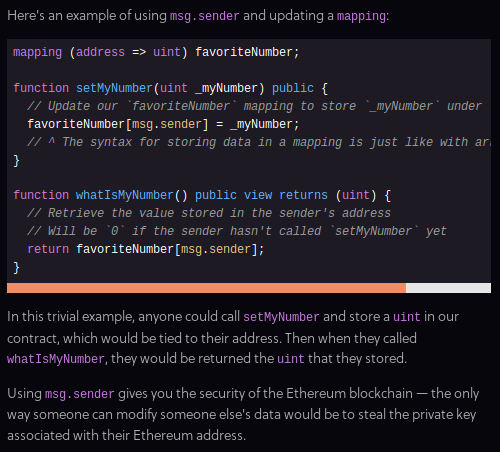 Here's an example of using msg.sender and updating a mapping:
mapping (address => uint) favoriteNumber;
function setMyNumber(uint _myNumber) public {
// Update our `favoriteNumber` mapping to store `_myNumber` under
favoriteNumber[msg.sender] = _myNumber;
// ^ The syntax for storing data in a mapping is just like with
}
function whatIsMyNumber() public view returns (uint) {
// Retrieve the value stored in the sender's address
// Will be `0` if the sender hasn't called `setMyNumber` yet
return favoriteNumber[msg.sender];
}
In this trivial example, anyone could call setMyNumber and store a uint in our
contract, which would be tied to their address. Then when they called
whatIsMyNumber, they would be returned the uint that they stored.
Using msg.sender gives you the security of the Ethereum blockchain — the only
way someone can modify someone else's data would be to steal the private key
associated with their Ethereum address.